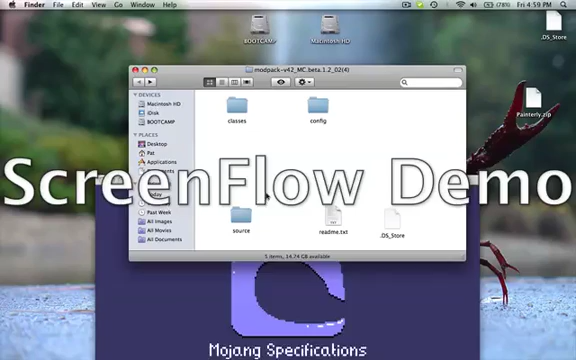 Finder File Edit View Go Window Help
(78%) Fri 4:59 PM
BOOTCAMP
Macintosh HD
.DS_Store
modpack-v42_MC.beta.1.2_02(4)
DEVICES
Macintosh HD
iDisk
BOOTCAMP
PLACES
Desktop
Pat
Applications
classes
config
Painterly.zip
ScreenFlow Demo
Past Week
All Images
All Movies
All Documents
source
readme.txt
.DS_Store
5 items, 14.74 GB available
Mojang Specifications